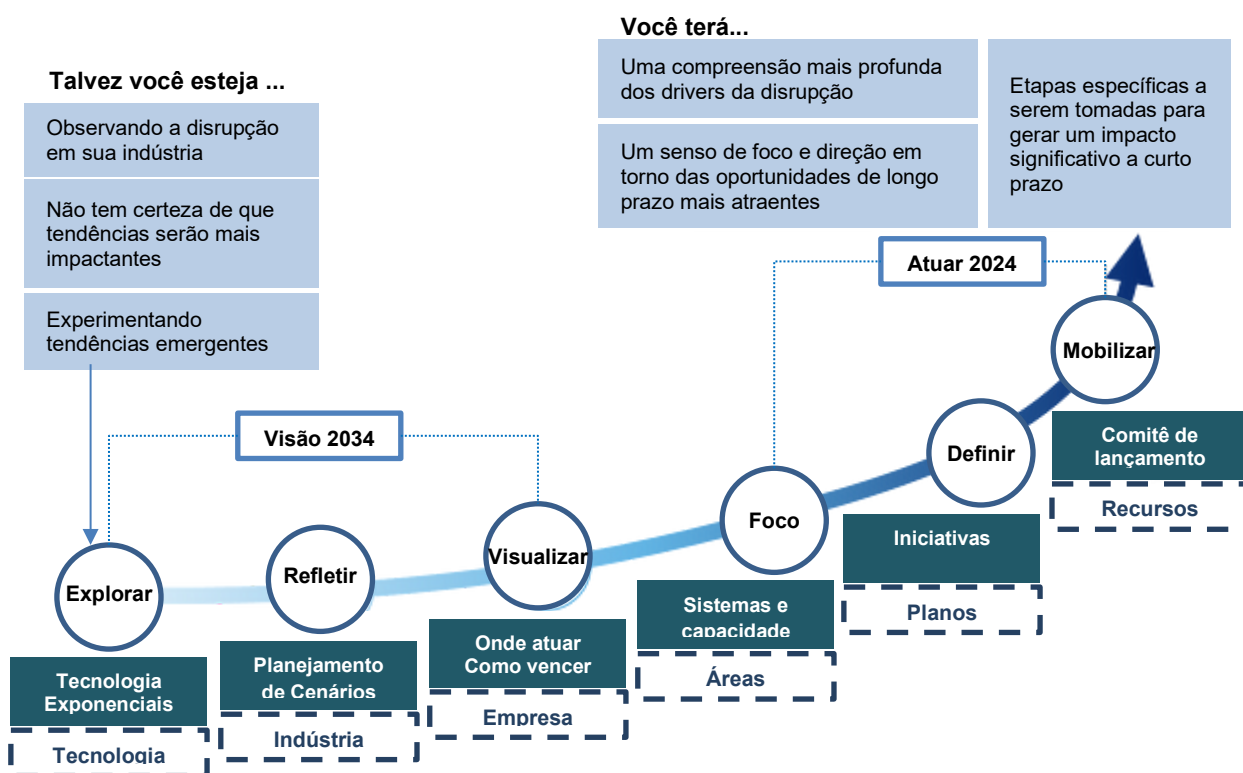 Você terá...
Talvez você esteja ...
Uma compreensão mais profunda
dos drivers da disrupção
Um senso de foco e direção em
torno das oportunidades de longo
prazo mais atraentes
Etapas específicas a
serem tomadas para
gerar um impacto
significativo a curto
prazo
Observando a disrupção
em sua indústria
Não tem certeza de que
tendências serão mais
impactantes
Experimentando
tendências emergentes
Visão 2034
Atuar 2024
Explorar
Refletir
Visualizar
Foco
Definir
Mobilizar
Tecnologia
Exponenciais
Tecnologia
Planejamento
de Cenários
Indústria
Onde atuar
Como vencer
Empresa
Sistemas e
capacidade
Áreas
Iniciativas
Planos
Comitê de
lançamento
Recursos